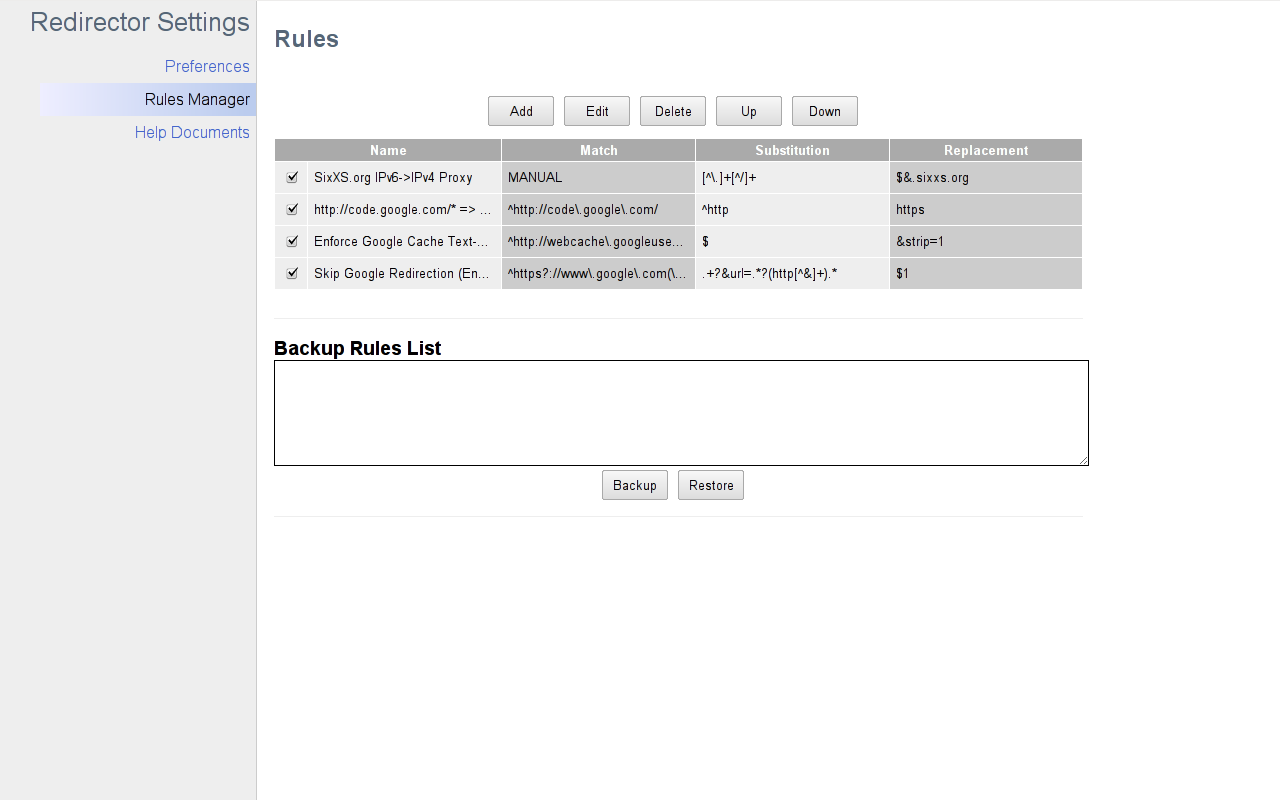 Redirector Settings
Preferences
Rules Manager
Help Documents
Rules
Add Edit Delete Up Down
Name Match Substitution Replacement
SixXS.org IPv6->IPv4 Proxy MANUAL [^\.]+[^/]+ $&.sixxs.org
http://code.google.com/* => ... ^http://code\.google\.com/ ^http https
Enforce Google Cache Text-... ^http://webcache\.googleuse... $ &strip=1
Skip Google Redirection (En... ^https?://www\.google\.com(\... .+?&url=.*?(http[^&]+).* $1
Backup Rules List
Backup Restore